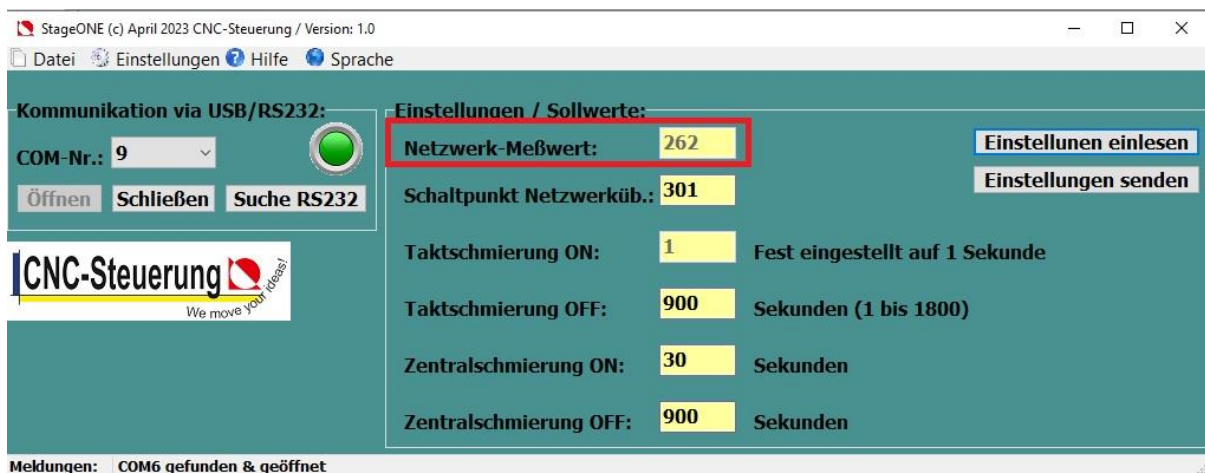 StageONE (c) April 2023 CNC-Steuerung / Version: 1.0
Datei Einstellungen Hilfe Sprache
Kommunikation via USB/RS232:
COM-Nr.: 9
Öffnen Schließen Suche RS232
CNC-Steuerung
We move your ideas!
Einstellungen / Sollwerte:
Netzwerk-Meßwert: 262
Einstellunen einlesen
Schaltpunkt Netzwerküb.: 301
Einstellungen senden
Taktschmierung ON: 1 Fest eingestellt auf 1 Sekunde
Taktschmierung OFF: 900 Sekunden (1 bis 1800)
Zentralschmierung ON: 30 Sekunden
Zentralschmierung OFF: 900 Sekunden
Meldungen: COM6 gefunden & geöffnet